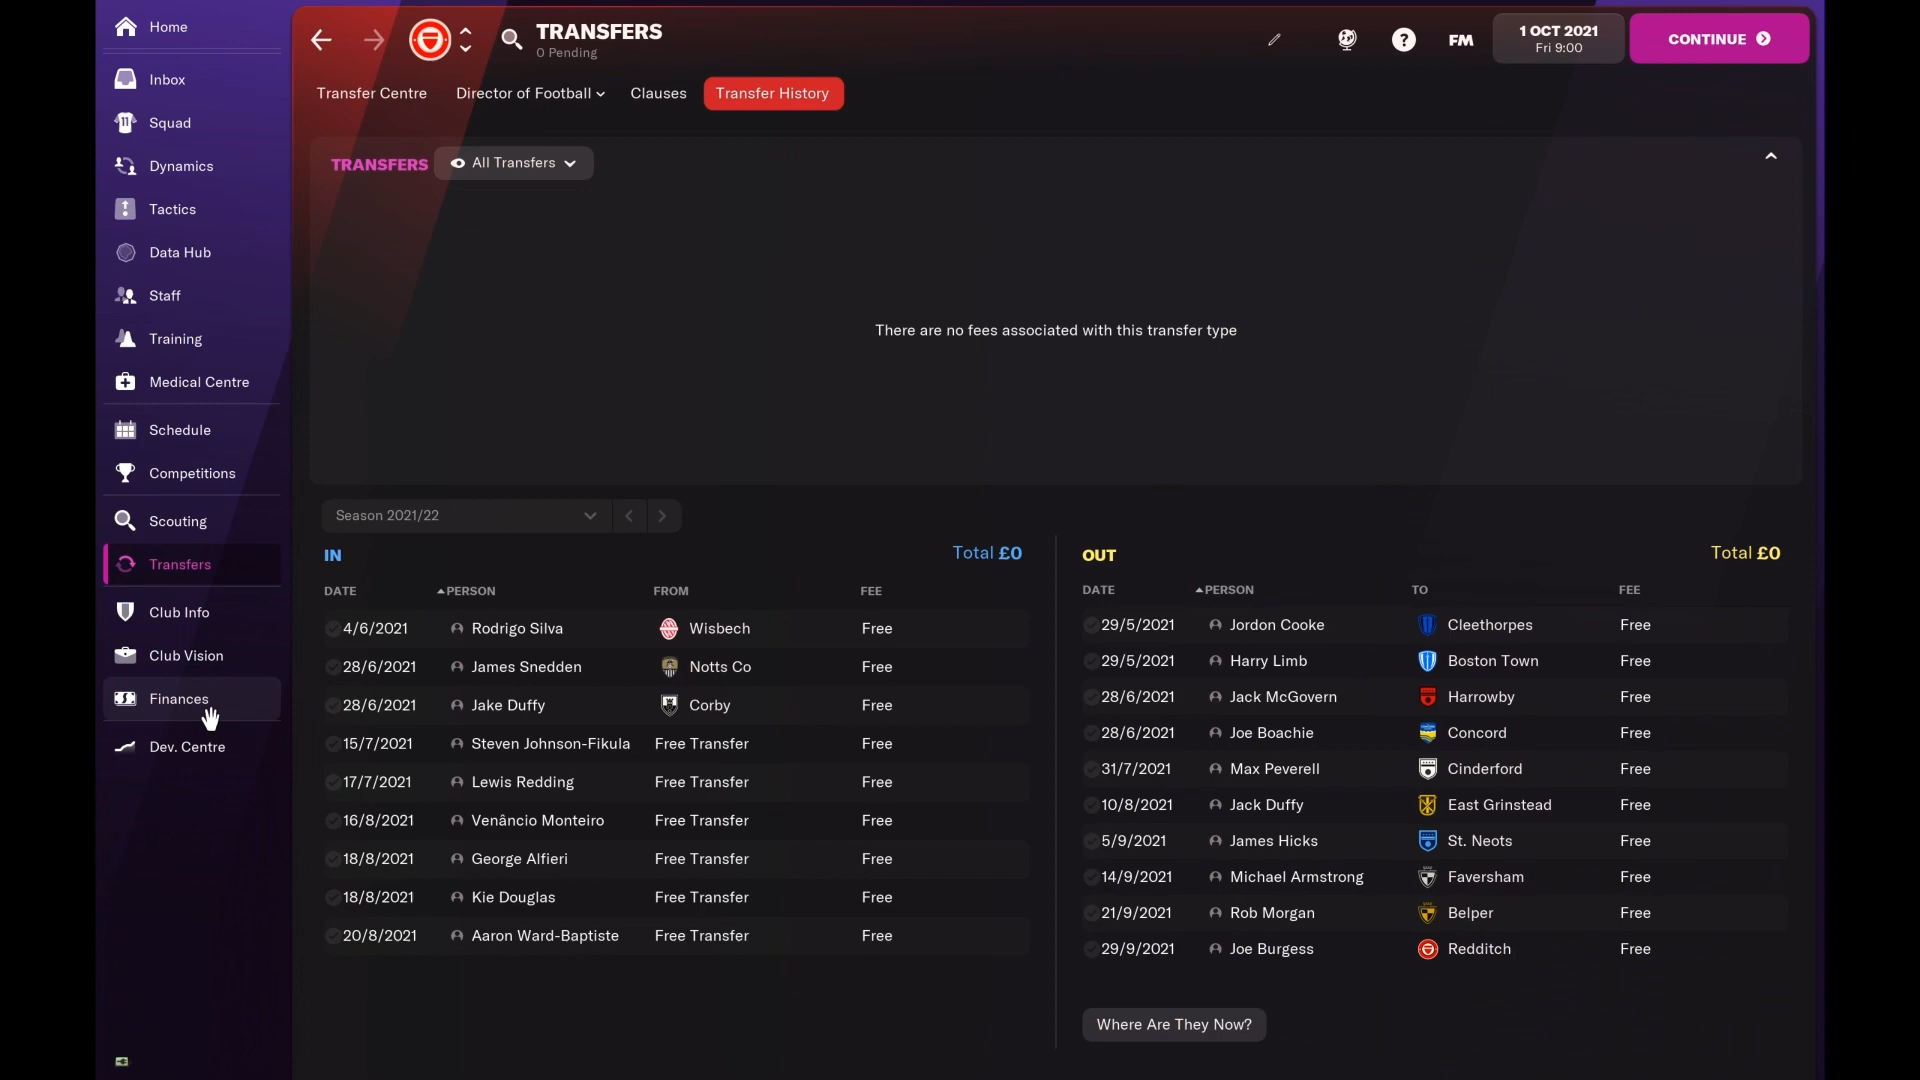 Home
Inbox
Squad
Dynamics
Tactics
Data Hub
Staff
Training
Medical Centre
Schedule
Competitions
Scouting
Transfers
Club Info
Club Vision
Finances
Dev. Centre
TRANSFERS
0 Pending
FM
1 OCT 2021
Fri 9:00
CONTINUE
Transfer Centre Director of Football Clauses Transfer History
TRANSFERS All Transfers
There are no fees associated with this transfer type
Season 2021/22
IN Total £0
DATE PERSON FROM FEE
4/6/2021 Rodrigo Silva Wisbech Free
28/6/2021 James Snedden Notts Co Free
28/6/2021 Jake Duffy Corby Free
15/7/2021 Steven Johnson-Fikula Free Transfer Free
17/7/2021 Lewis Redding Free Transfer Free
16/8/2021 Venâncio Monteiro Free Transfer Free
18/8/2021 George Alfieri Free Transfer Free
18/8/2021 Kie Douglas Free Transfer Free
20/8/2021 Aaron Ward-Baptiste Free Transfer Free
OUT Total £0
DATE PERSON TO FEE
29/5/2021 Jordon Cooke Cleethorpes Free
29/5/2021 Harry Limb Boston Town Free
28/6/2021 Jack McGovern Harrowby Free
28/6/2021 Joe Boachie Concord Free
31/7/2021 Max Peverell Cinderford Free
10/8/2021 Jack Duffy East Grinstead Free
5/9/2021 James Hicks St. Neots Free
14/9/2021 Michael Armstrong Faversham Free
21/9/2021 Rob Morgan Belper Free
29/9/2021 Joe Burgess Redditch Free
Where Are They Now?